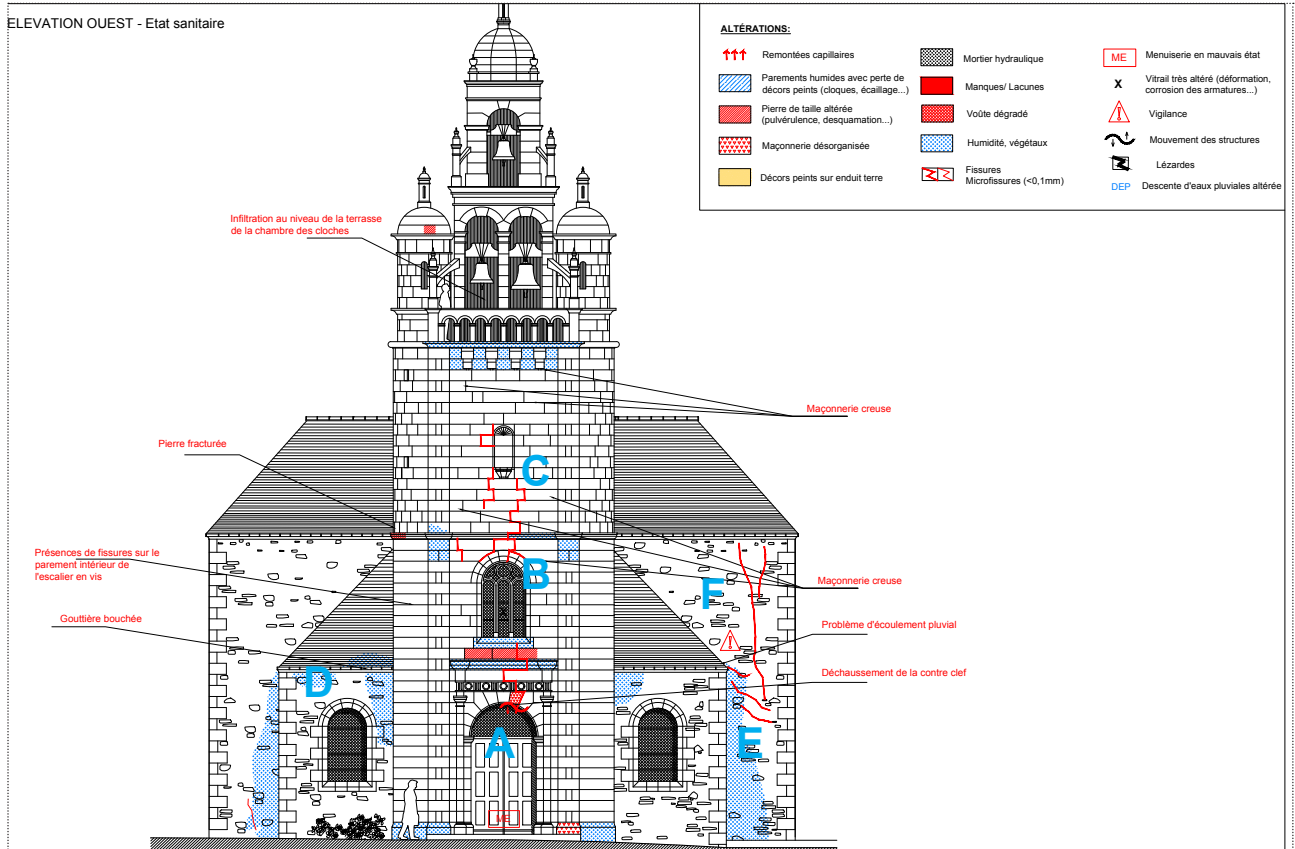 ELEVATION OUEST - Etat sanitaire
ALTÉRATIONS:
Remontées capillaires
Parements humides avec perte de
décors peints (cloques, écaillage...)
Pierre de taille altérée
(pulvérulence, desquamation...)
Maçonnerie désorganisée
Décors peints sur enduit terre
Mortier hydraulique
Manques/ Lacunes
Voûte dégradé
Humidité, végétaux
Fissures
Microfissures (<0,1mm)
ME
Menuiserie en mauvais état
X
Vitrail très altéré (déformation,
corrosion des armatures...)
Vigilance
Mouvement des structures
Lézardes
DEP
Descente d'eaux pluviales altérée
Infiltration au niveau de la terrasse
de la chambre des cloches
Maçonnerie creuse
Pierre fracturée
C
Présences de fissures sur le
parement intérieur de
l'escalier en vis
B
F
Maçonnerie creuse
Gouttière bouchée
Problème d'écoulement pluvial
D
Déchaussement de la contre clef
A
E
ME